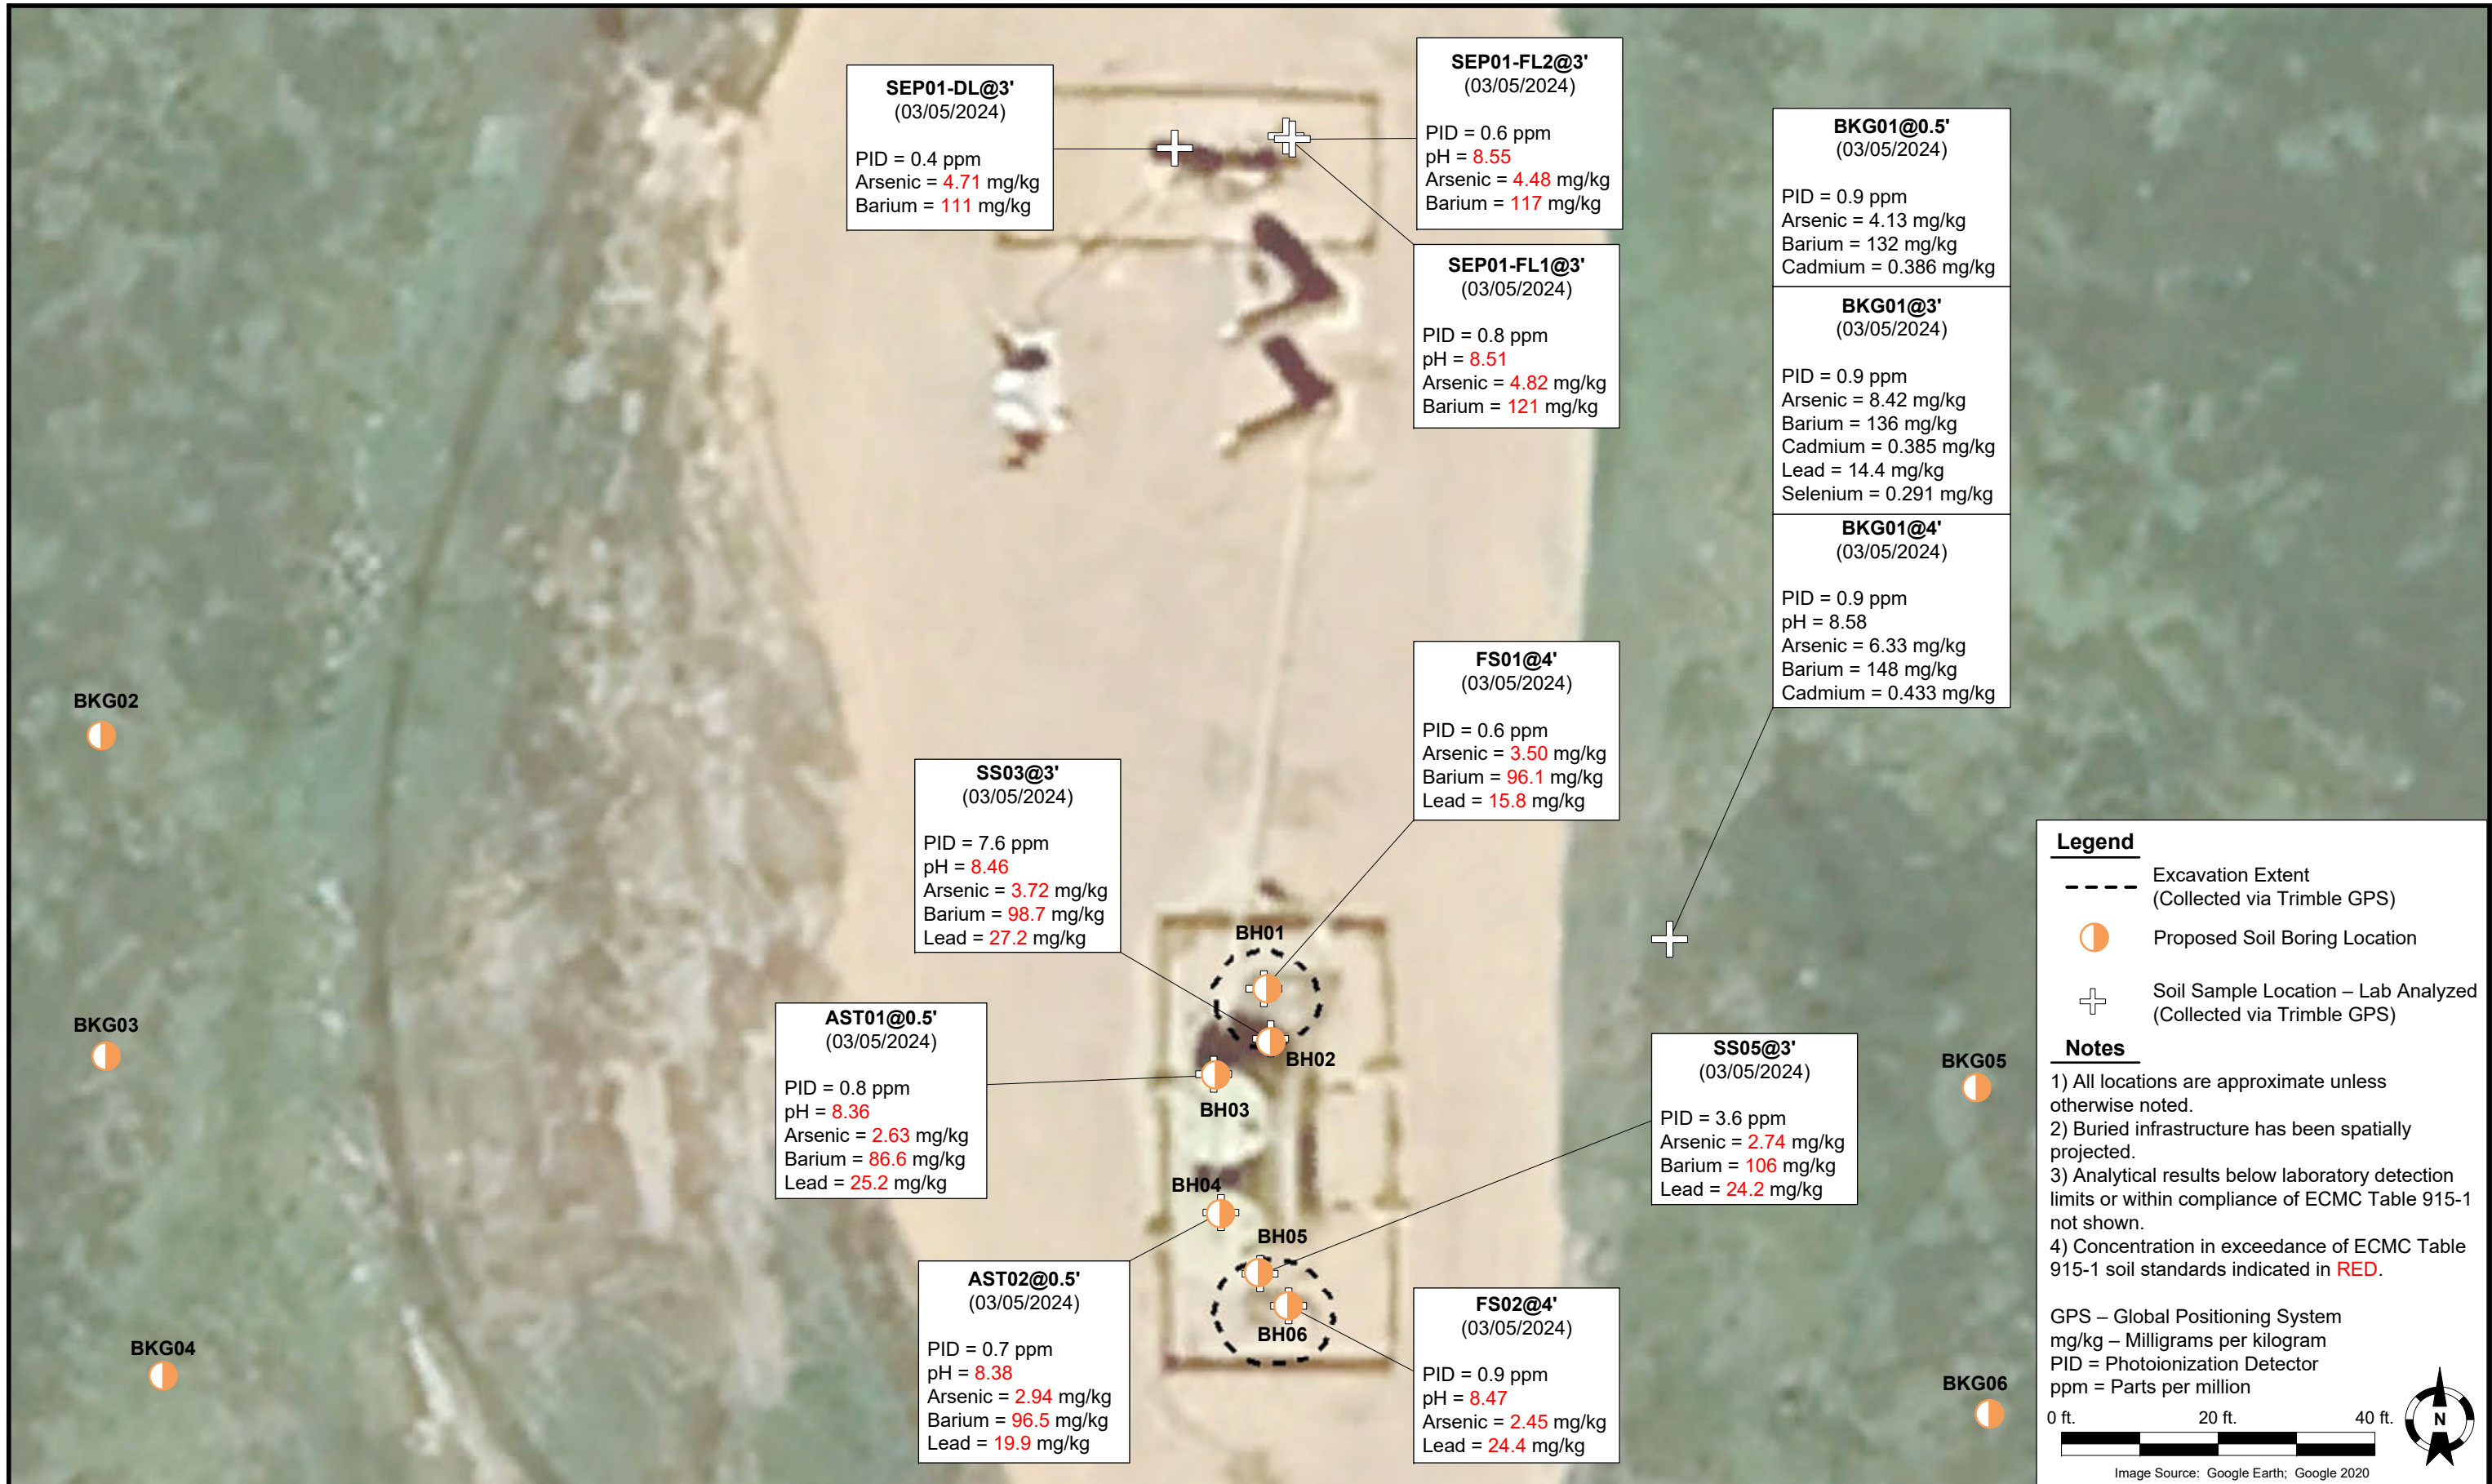 SEP01-DL@3'
(03/05/2024)
PID = 0.4 ppm
Arsenic = 4.71 mg/kg
Barium = 111 mg/kg
SEP01-FL2@3'
(03/05/2024)
PID = 0.6 ppm
pH = 8.55
Arsenic = 4.48 mg/kg
Barium = 117 mg/kg
SEP01-FL1@3'
(03/05/2024)
PID = 0.8 ppm
pH = 8.51
Arsenic = 4.82 mg/kg
Barium = 121 mg/kg
BKG01@0.5'
(03/05/2024)
PID = 0.9 ppm
Arsenic = 4.13 mg/kg
Barium = 132 mg/kg
Cadmium = 0.386 mg/kg
BKG01@3'
(03/05/2024)
PID = 0.9 ppm
Arsenic = 8.42 mg/kg
Barium = 136 mg/kg
Cadmium = 0.385 mg/kg
Lead = 14.4 mg/kg
Selenium = 0.291 mg/kg
BKG01@4'
(03/05/2024)
PID = 0.9 ppm
pH = 8.58
Arsenic = 6.33 mg/kg
Barium = 148 mg/kg
Cadmium = 0.433 mg/kg
FS01@4'
(03/05/2024)
PID = 0.6 ppm
Arsenic = 3.50 mg/kg
Barium = 96.1 mg/kg
Lead = 15.8 mg/kg
BKG02
SS03@3'
(03/05/2024)
PID = 7.6 ppm
pH = 8.46
Arsenic = 3.72 mg/kg
Barium = 98.7 mg/kg
Lead = 27.2 mg/kg
BH01
BH02
BH03
BH04
BH05
BH06
BKG03
AST01@0.5'
(03/05/2024)
PID = 0.8 ppm
pH = 8.36
Arsenic = 2.63 mg/kg
Barium = 86.6 mg/kg
Lead = 25.2 mg/kg
SS05@3'
(03/05/2024)
PID = 3.6 ppm
Arsenic = 2.74 mg/kg
Barium = 106 mg/kg
Lead = 24.2 mg/kg
BKG05
BKG04
AST02@0.5'
(03/05/2024)
PID = 0.7 ppm
pH = 8.38
Arsenic = 2.94 mg/kg
Barium = 96.5 mg/kg
Lead = 19.9 mg/kg
FS02@4'
(03/05/2024)
PID = 0.9 ppm
pH = 8.47
Arsenic = 2.45 mg/kg
Lead = 24.4 mg/kg
BKG06
Legend
Excavation Extent
(Collected via Trimble GPS)
Proposed Soil Boring Location
Soil Sample Location – Lab Analyzed
(Collected via Trimble GPS)
Notes
1) All locations are approximate unless
otherwise noted.
2) Buried infrastructure has been spatially
projected.
3) Analytical results below laboratory detection
limits or within compliance of ECMC Table 915-1
not shown.
4) Concentration in exceedance of ECMC Table
915-1 soil standards indicated in RED.
GPS – Global Positioning System
mg/kg – Milligrams per kilogram
PID = Photoionization Detector
ppm = Parts per million
0 ft. 20 ft. 40 ft.
N
Image Source: Google Earth; Google 2020